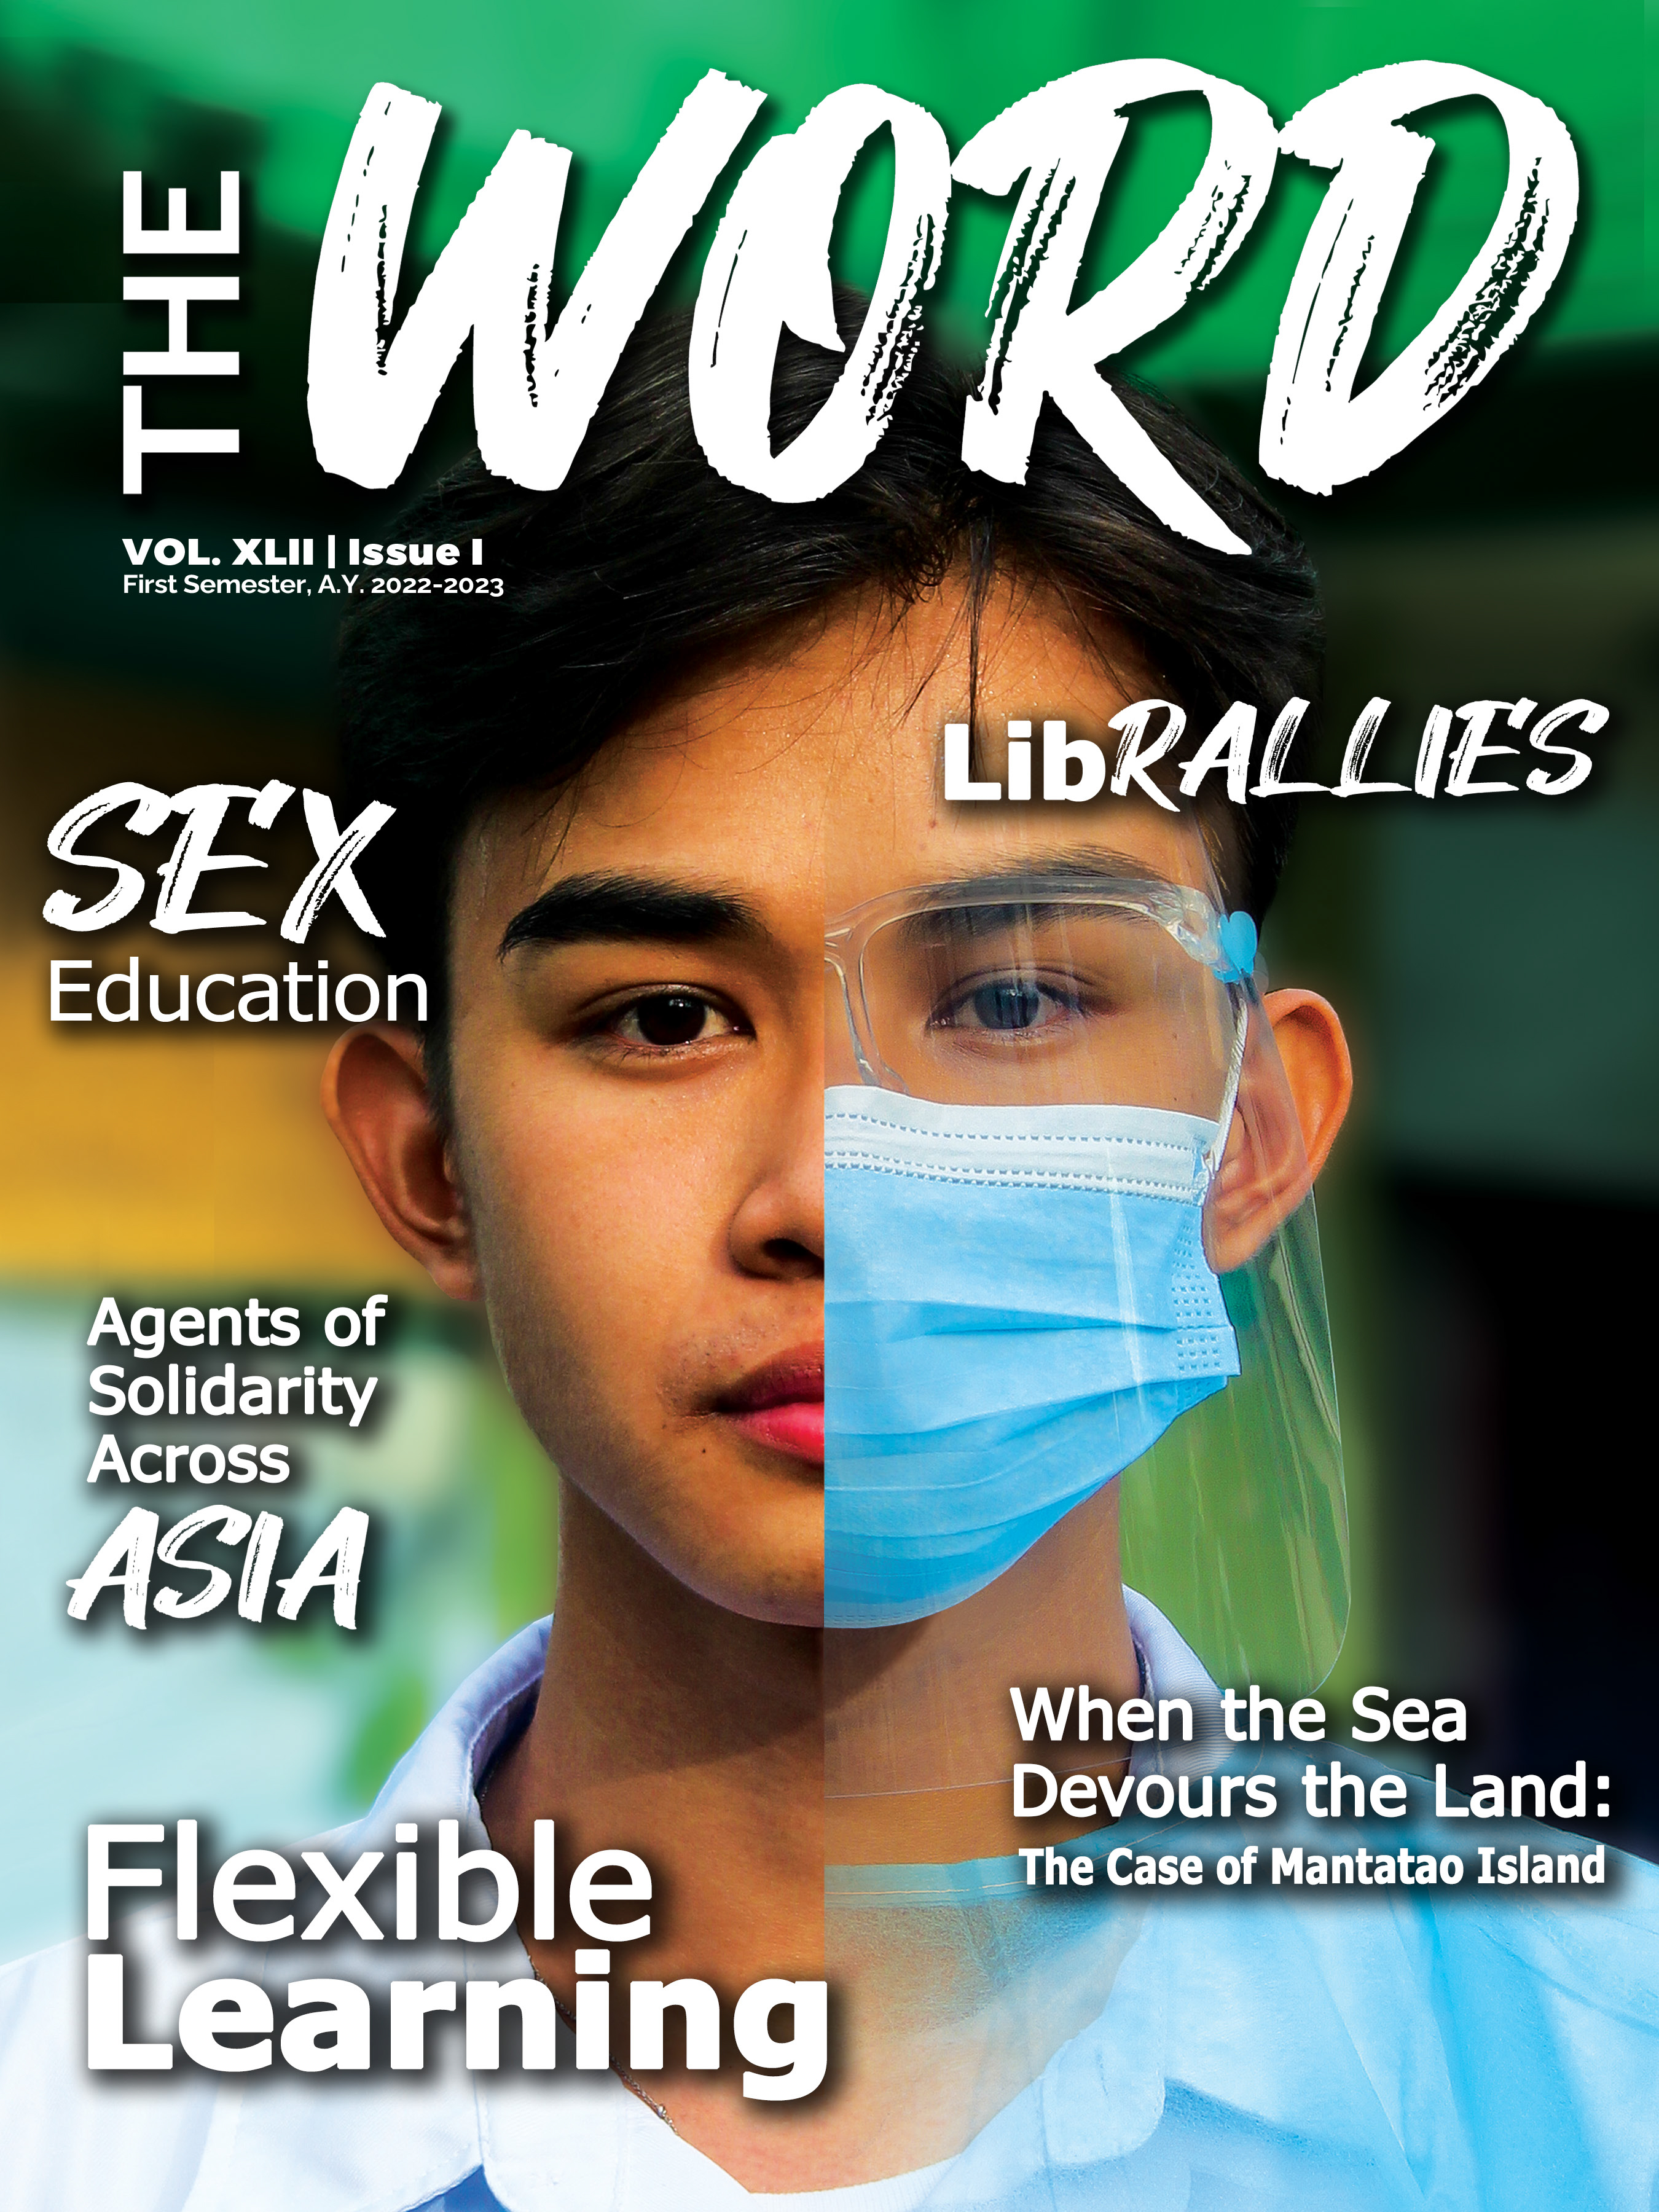 THE WORD
VOL. XLII | Issue I
First Semester, A.Y. 2022-2023
LibRALLIES
SEX
Education
Agents of
Solidarity
Across
ASIA
When the Sea
Devours the Land:
The Case of Mantatao Island
Flexible
Learning